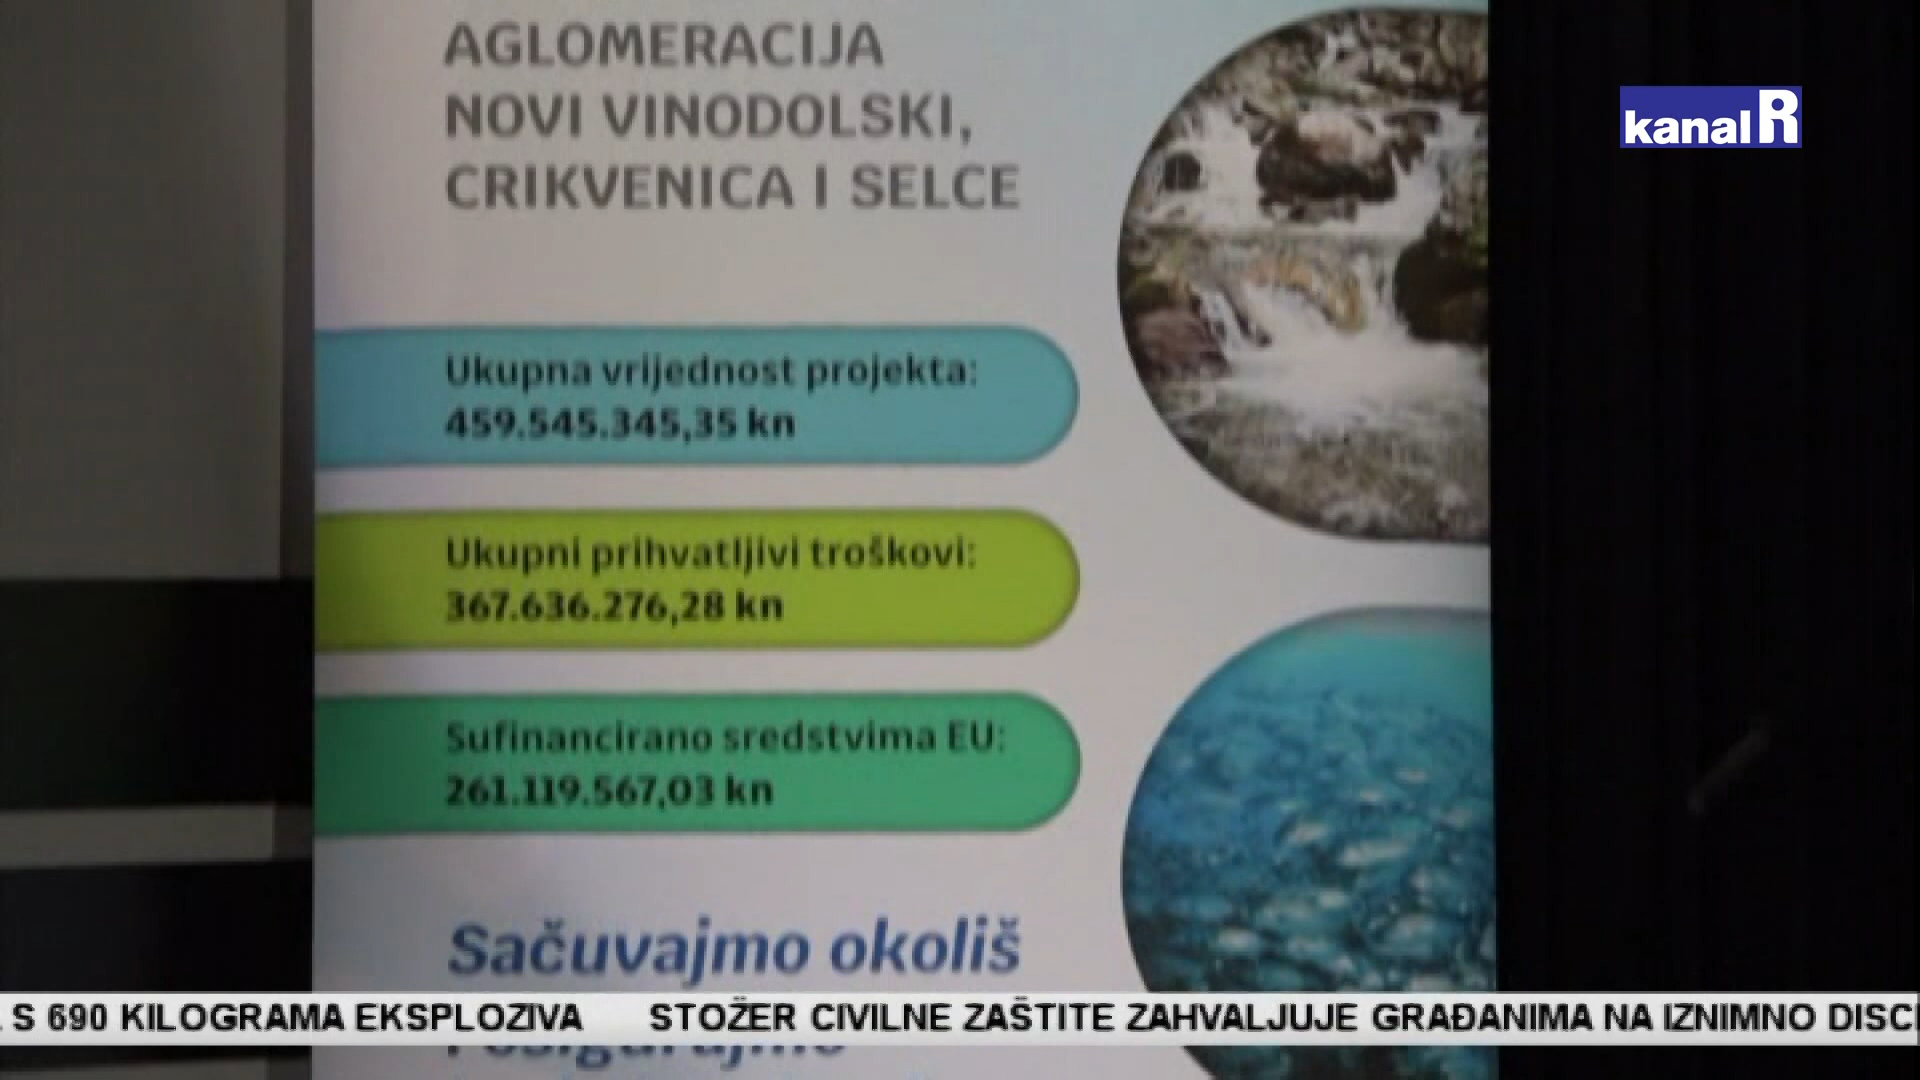 AGLOMERACIJA
NOVI VINODOLSKI,
CRIKVENICA I SELCE
kanal R
Ukupna vrijednost projekta:
459.545.345,35 kn
Ukupni prihvatljivi troškovi:
367.636.276,28 kn
Sufinancirano sredstvima EU:
261.119.567,03 kn
Sačuvajmo okoliš
S 690 KILOGRAMA EKSPLOZIVA STOŽER CIVILNE ZAŠTITE ZAHVALJUJE GRAĐANIMA NA IZNIMNO